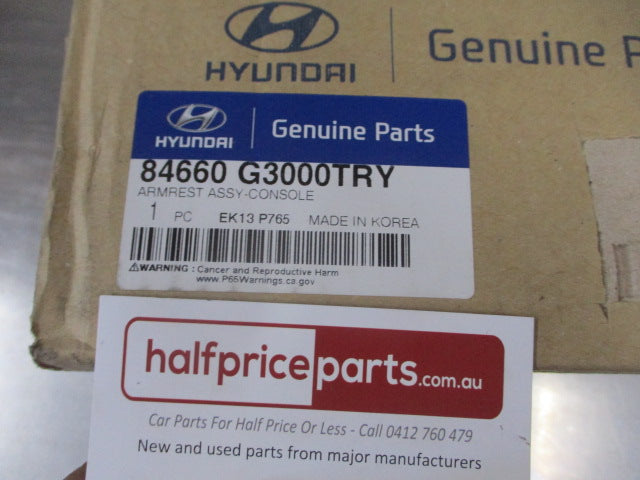 HYUNDAI
Genuine P
HYUNDAI
Genuine Parts
84660 G3000TRY
ARMREST ASSY-CONSOLE
1 PC EK13 P765 MADE IN KOREA
WARNING : Cancer and Reproductive Harm
www.P65Warnings.ca.gov
halfpriceparts.com.au
Car Parts For Half Price Or Less - Call 0412 760 479
New and used parts from major manufacturers